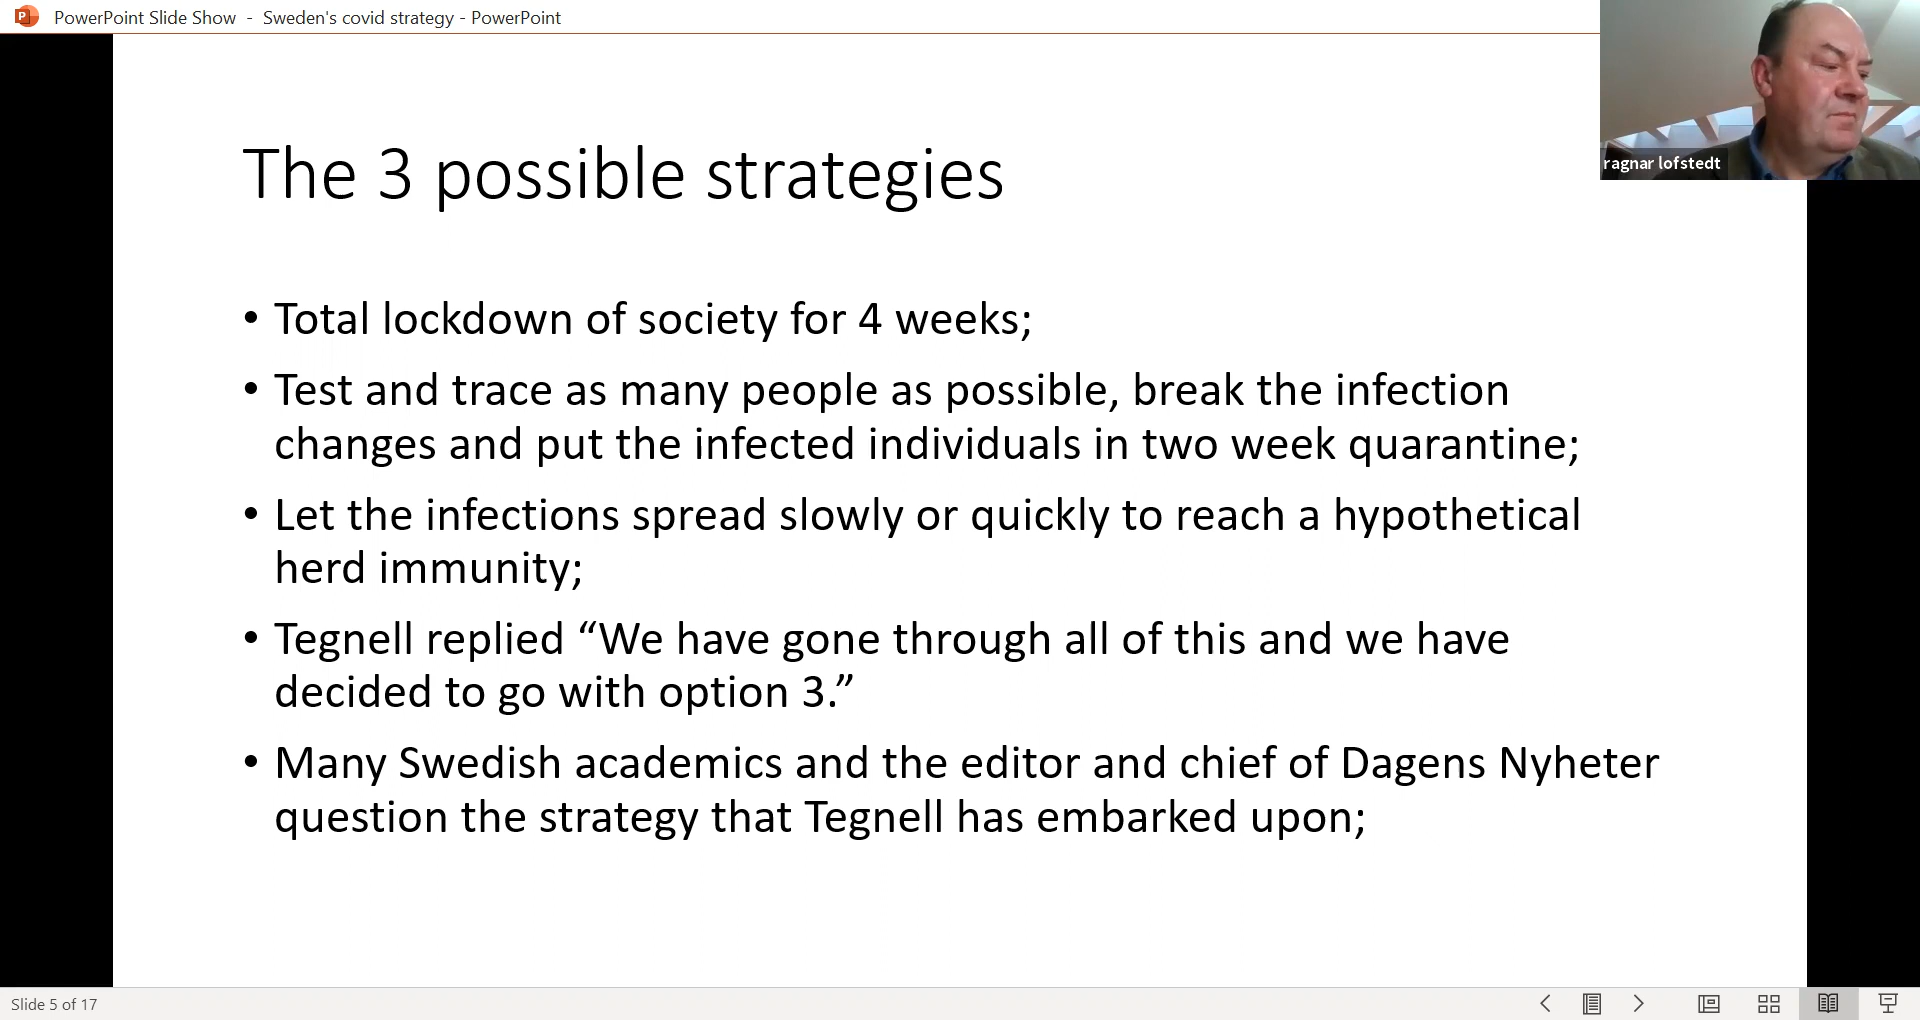 PowerPoint Slide Show - Sweden's covid strategy - PowerPoint
ragnar lofstedt
The 3 possible strategies
• Total lockdown of society for 4 weeks;
• Test and trace as many people as possible, break the infection
changes and put the infected individuals in two week quarantine;
• Let the infections spread slowly or quickly to reach a hypothetical
herd immunity;
• Tegnell replied “We have gone through all of this and we have
decided to go with option 3.”
• Many Swedish academics and the editor and chief of Dagens Nyheter
question the strategy that Tegnell has embarked upon;
Slide 5 of 17